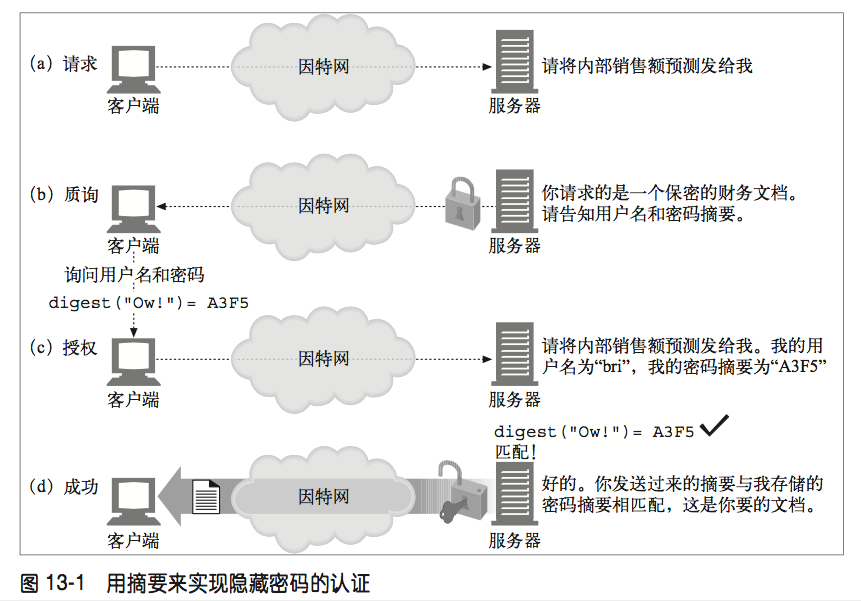 (a) 请求
因特网
请将内部销售额预测发给我
客户端
服务器
(b) 质询
因特网
你请求的是一个保密的财务文档。
请告知用户名和密码摘要。
客户端
服务器
询问用户名和密码
digest("Ow!")= A3F5
(c) 授权
因特网
请将内部销售额预测发给我。我的用
户名为“bri”，我的密码摘要为“A3F5”
客户端
服务器
digest("Ow!")= A3F5
匹配！
(d) 成功
因特网
好的。你发送过来的摘要与我存储的
密码摘要相匹配，这是你要的文档。
客户端
服务器
图 13-1 用摘要来实现隐藏密码的认证